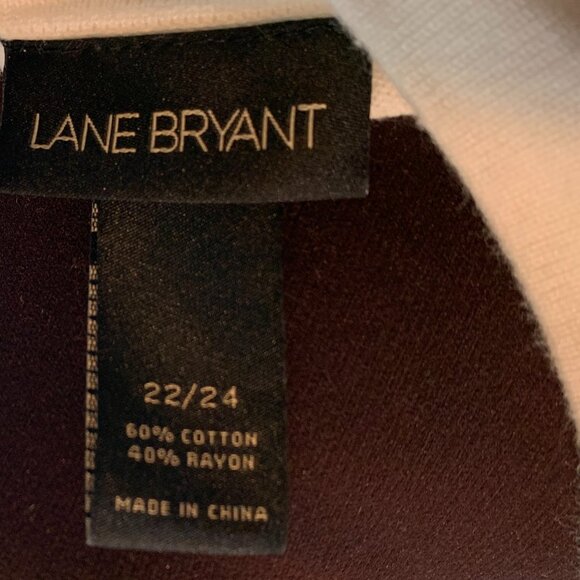 LANE BRYANT
22/24
60% COTTON
40% RAYON
MADE IN CHINA